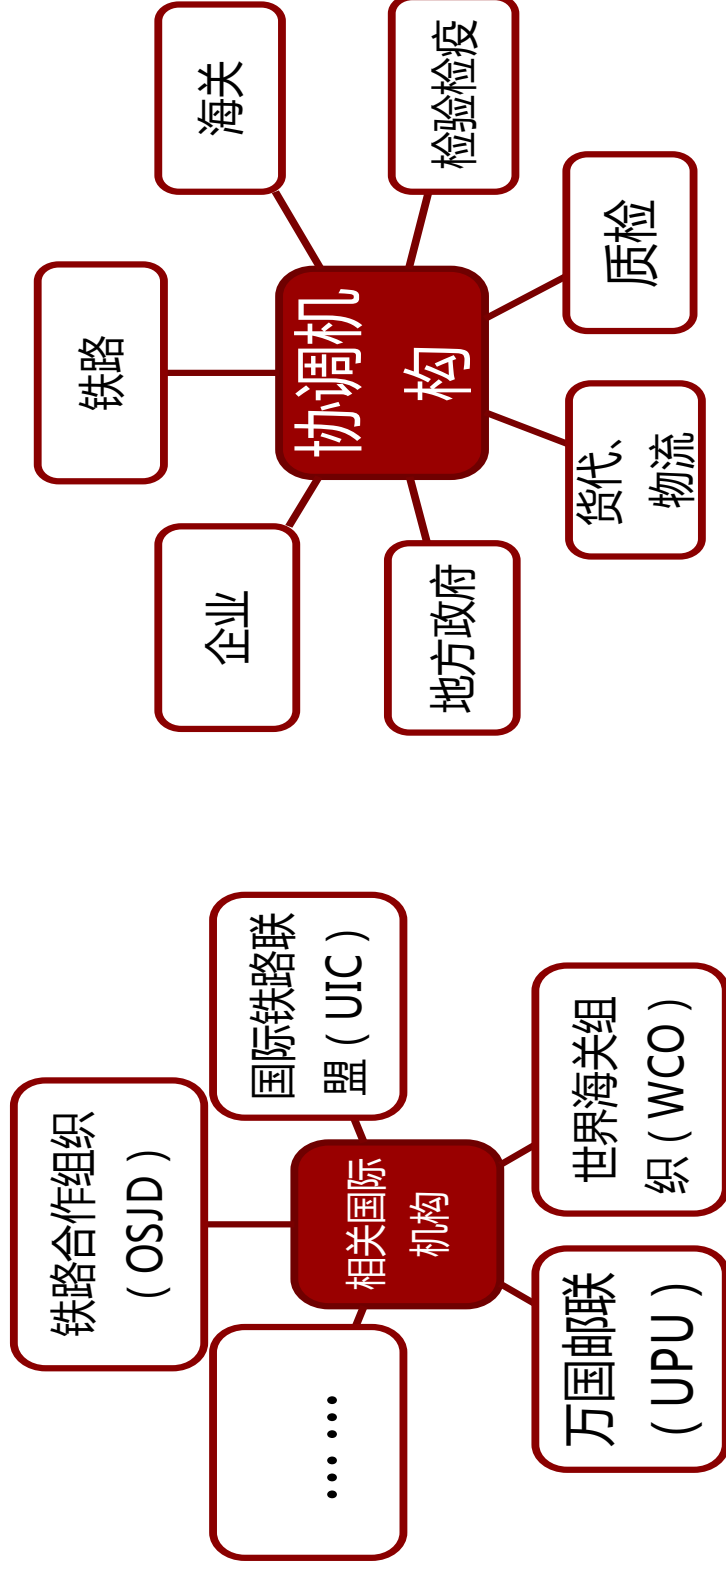 相关国际
机构
铁路合作组织
（OSJD）
国际铁路联
盟（UIC）
世界海关组
织（WCO）
万国邮联
（UPU）
……
协调机
构
铁路
海关
检验检疫
质检
货代、
物流
地方政府
企业